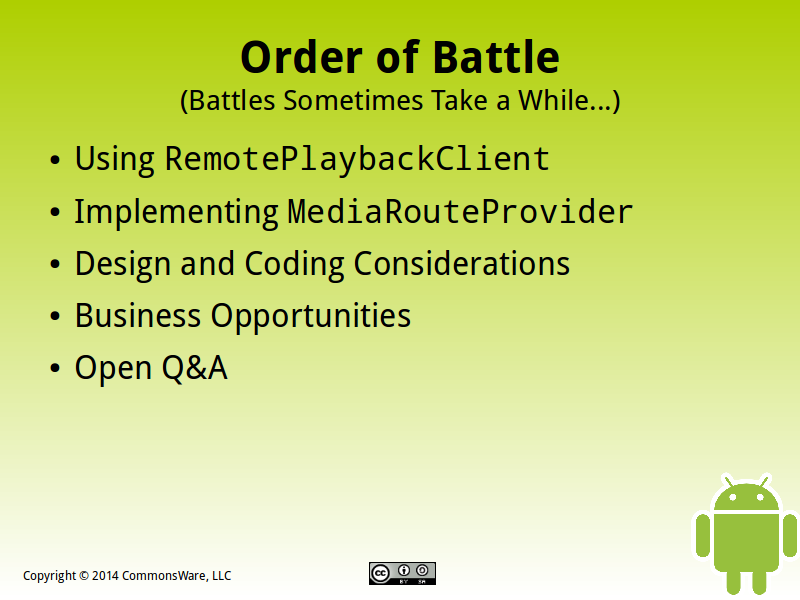 Order of Battle
(Battles Sometimes Take a While...)
• Using RemotePlaybackClient
• Implementing MediaRouteProvider
• Design and Coding Considerations
• Business Opportunities
• Open Q&A
Copyright © 2014 CommonsWare, LLC
cc BY SA